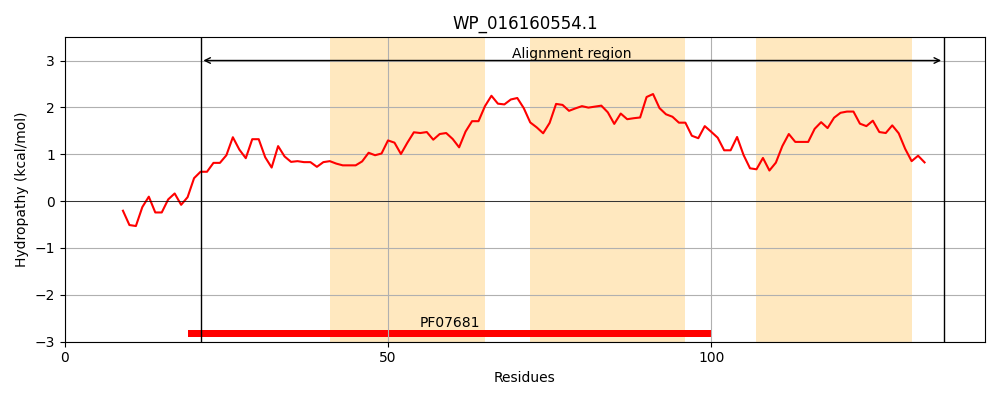 WP_016160554.1
Alignment region
3
2
1
0
−1
−2
−3
Hydropathy (kcal/mol)
PF07681
0
50
100
Residues